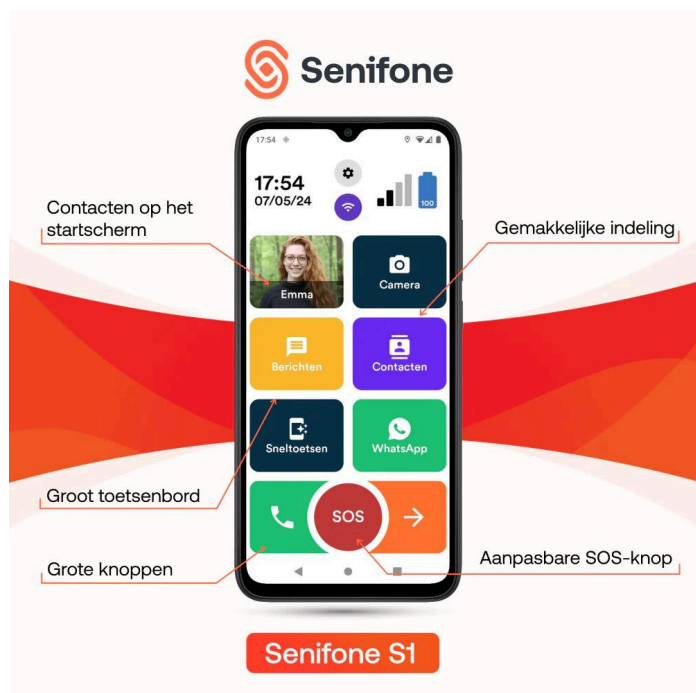 Senifone
17:54
17:54
07/05/24
100
Contacten op het
startscherm
Gemakkelijke indeling
Emma
Camera
Berichten
Contacten
Sneltoetsen
WhatsApp
Groot toetsenbord
SOS
Grote knoppen
Aanpasbare SOS-knop
Senifone S1